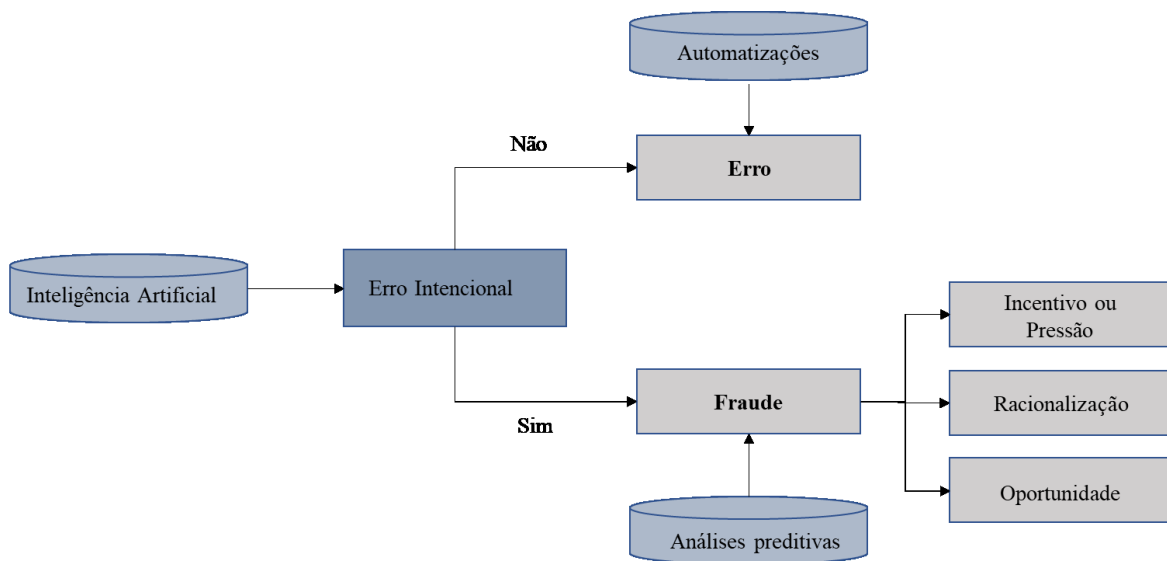 Automatizações
Não
Erro
Inteligência Artificial
Erro Intencional
Incentivo ou
Pressão
Fraude
Racionalização
Sim
Oportunidade
Análises preditivas